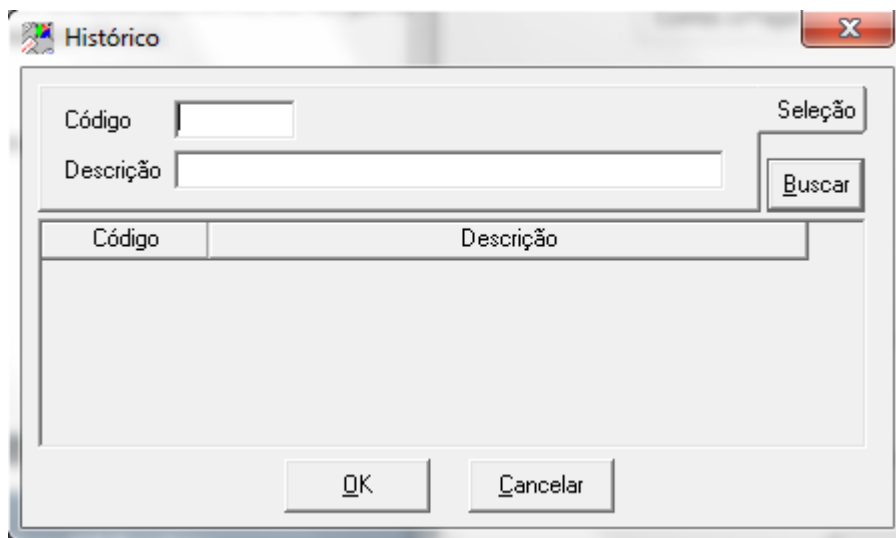 Histórico
Código
Seleção
Descrição
Buscar
Código Descrição
OK Cancelar